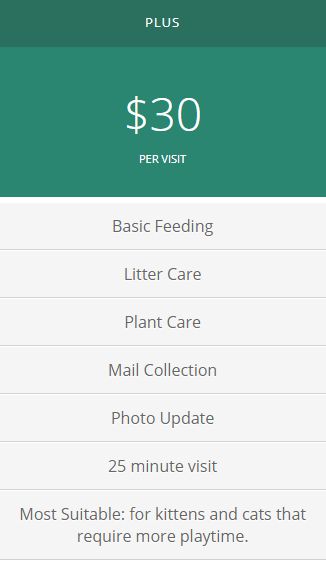 PLUS
$30
PER VISIT
Basic Feeding
Litter Care
Plant Care
Mail Collection
Photo Update
25 minute visit
Most Suitable: for kittens and cats that
require more playtime.